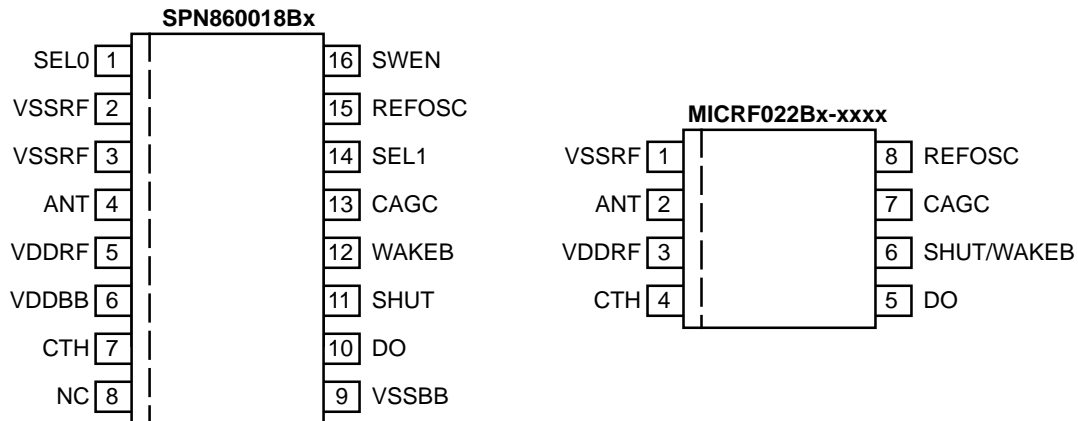 SPN860018Bx
SEL0 1 16 SWEN
VSSRF 2 15 REFOSC
VSSRF 3 14 SEL1
ANT 4 13 CAGC
VDDRF 5 12 WAKEB
VDDBB 6 11 SHUT
CTH 7 10 DO
NC 8 9 VSSBB
MICRF022Bx-xxxx
VSSRF 1 8 REFOSC
ANT 2 7 CAGC
VDDRF 3 6 SHUT/WAKEB
CTH 4 5 DO